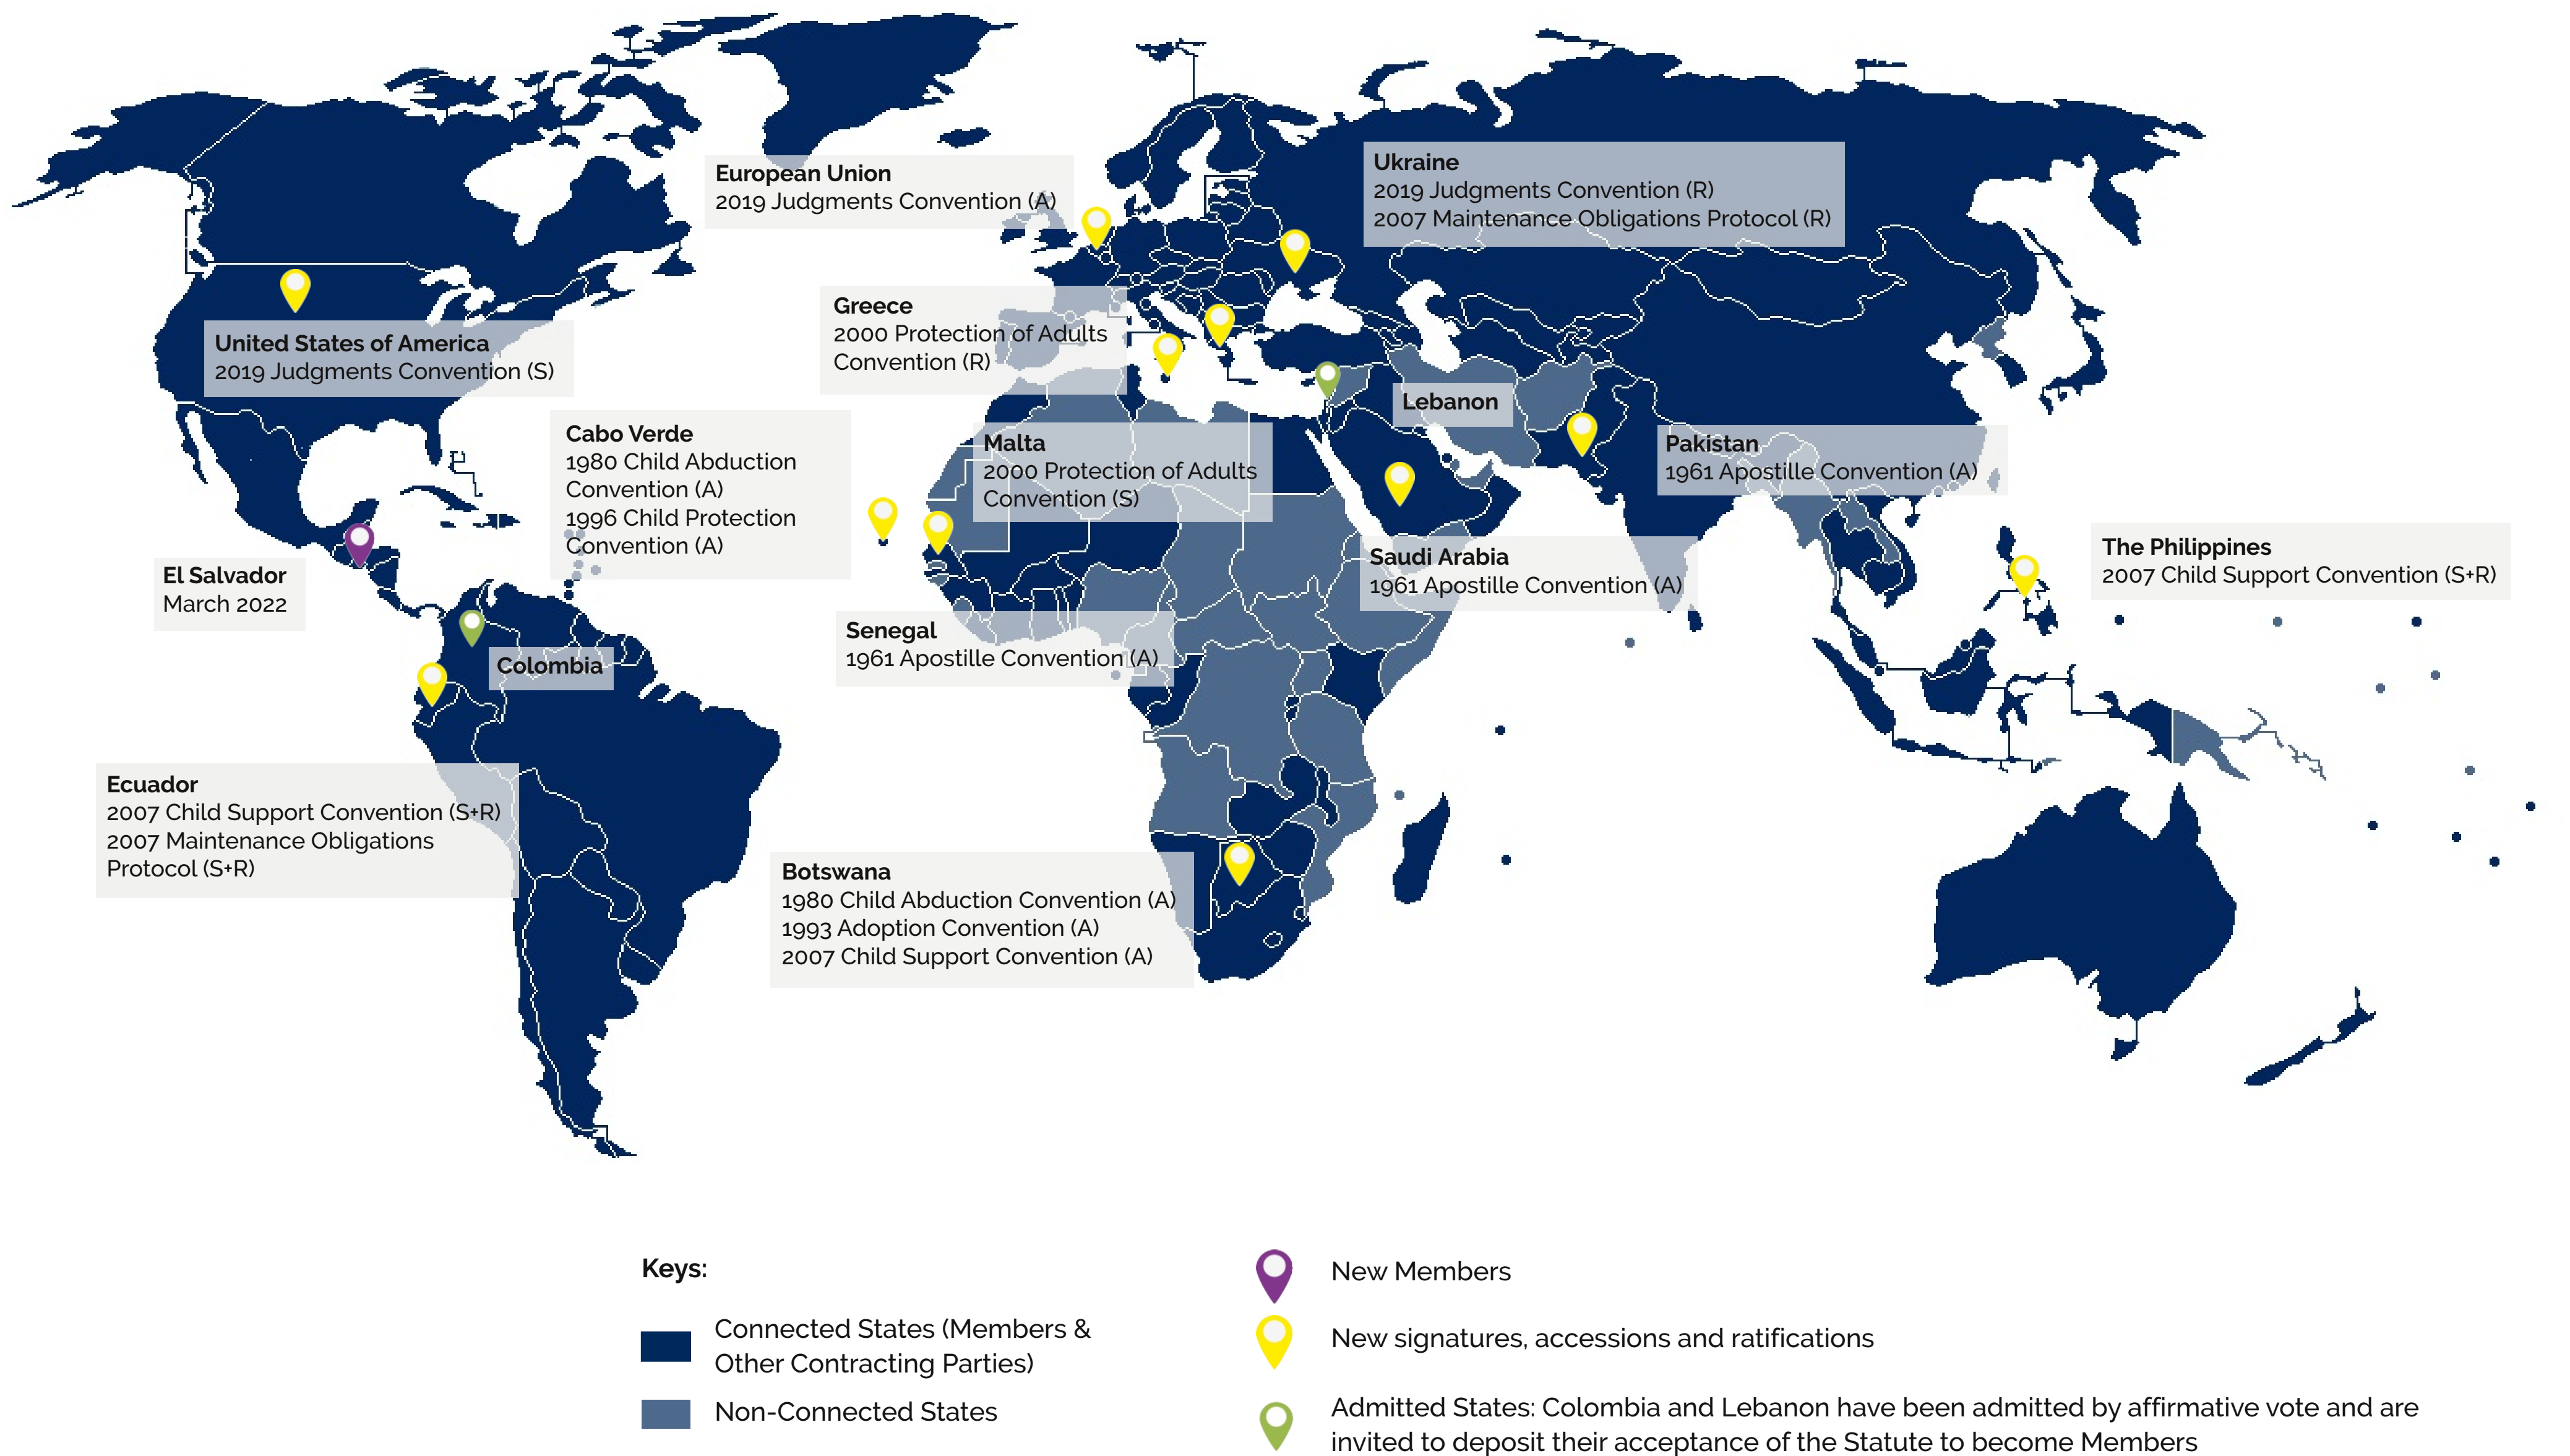 European Union
2019 Judgments Convention (A)
Ukraine
2019 Judgments Convention (R)
2007 Maintenance Obligations Protocol (R)
United States of America
2019 Judgments Convention (S)
Greece
2000 Protection of Adults
Convention (R)
Lebanon
Cabo Verde
1980 Child Abduction
Convention (A)
1996 Child Protection
Convention (A)
Malta
2000 Protection of Adults
Convention (S)
Pakistan
1961 Apostille Convention (A)
El Salvador
March 2022
Saudi Arabia
1961 Apostille Convention (A)
The Philippines
2007 Child Support Convention (S+R)
Senegal
1961 Apostille Convention (A)
Colombia
Ecuador
2007 Child Support Convention (S+R)
2007 Maintenance Obligations
Protocol (S+R)
Botswana
1980 Child Abduction Convention (A)
1993 Adoption Convention (A)
2007 Child Support Convention (A)
Keys:
Connected States (Members &
Other Contracting Parties)
Non-Connected States
New Members
New signatures, accessions and ratifications
Admitted States: Colombia and Lebanon have been admitted by affirmative vote and are
invited to deposit their acceptance of the Statute to become Members